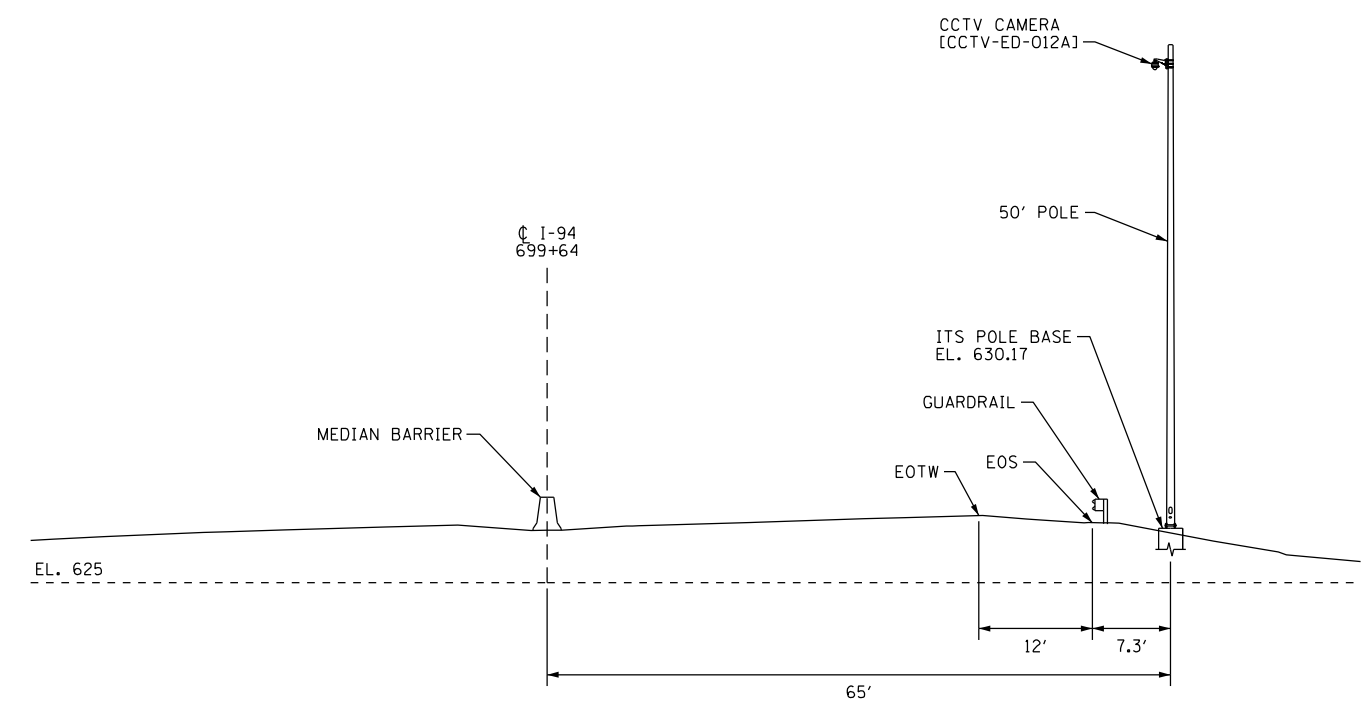 CCTV CAMERA
[CCTV-ED-012A]
50' POLE
℄ I-94
699+64
ITS POLE BASE
EL. 630.17
GUARDRAIL
MEDIAN BARRIER
EOS
EOTW
EL. 625
12'
7.3'
65'